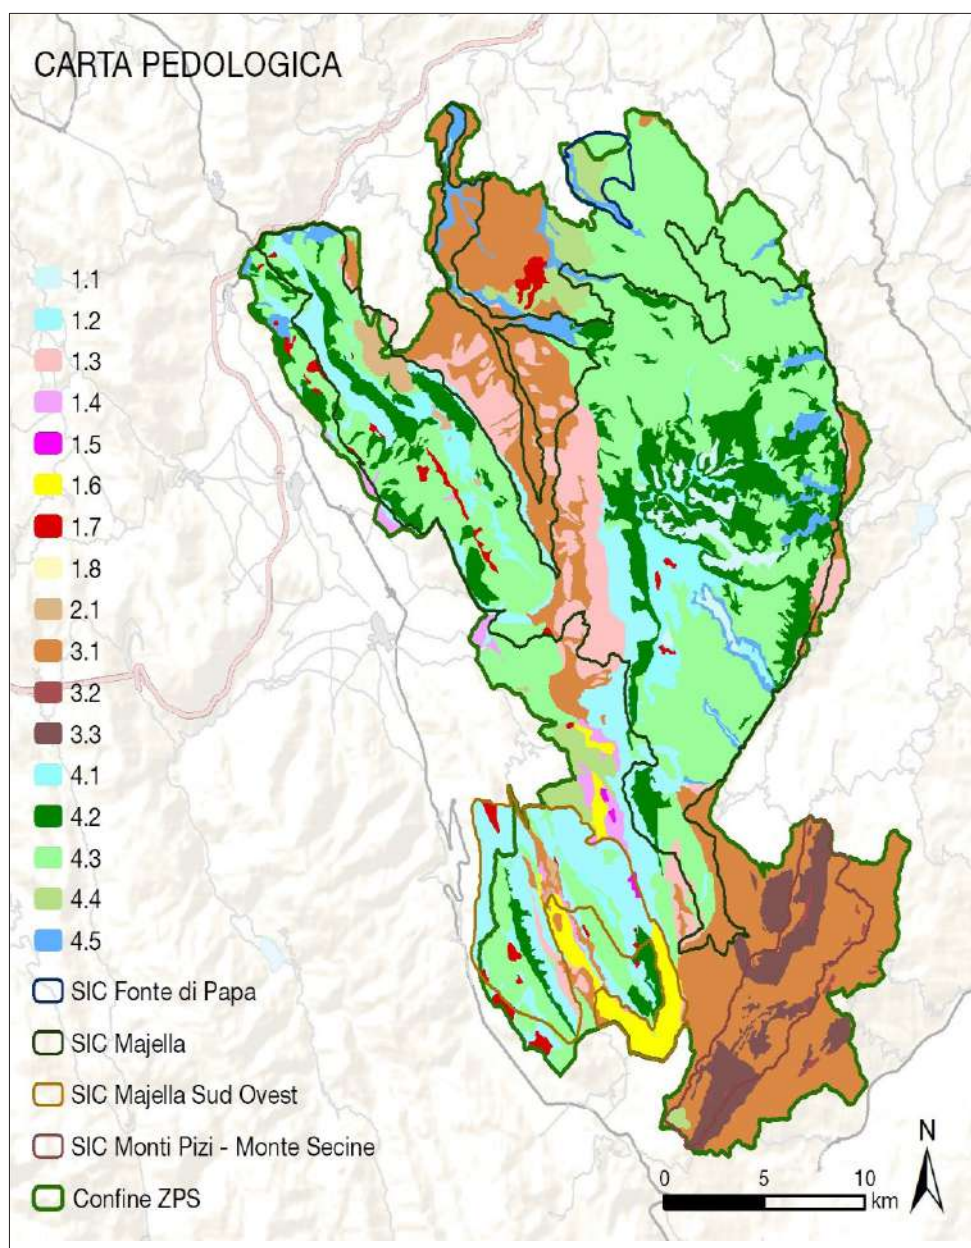 CARTA PEDOLOGICA
1.1
1.2
1.3
1.4
1.5
1.6
1.7
1.8
2.1
3.1
3.2
3.3
4.1
4.2
4.3
4.4
4.5
SIC Fonte di Papa
SIC Majella
SIC Majella Sud Ovest
SIC Monti Pizi - Monte Secine
Confine ZPS
N
0 5 10
km